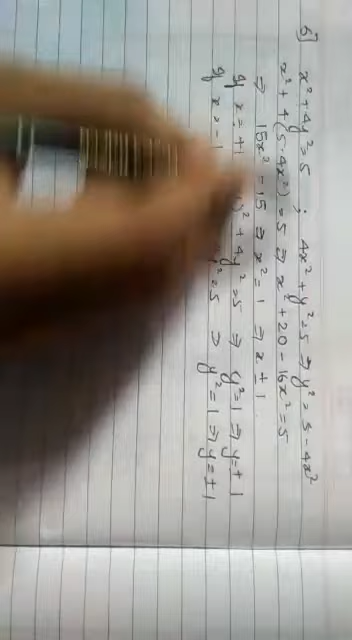 5] x² + 4y² = 5 ; 4x² + y² = 5 ⇒ y² = 5 - 4x²
x² + 4(5-4x²) = 5 ⇒ x² + 20 - 16x² = 5
⇒ 15x² = 15 ⇒ x² = 1 ⇒ x ± 1
If x = +1 )² + 4y² = 5 ⇒ y² = 1 ⇒ y = ± 1
If x = -1 y² = 5 ⇒ y² = 1 ⇒ y = ± 1